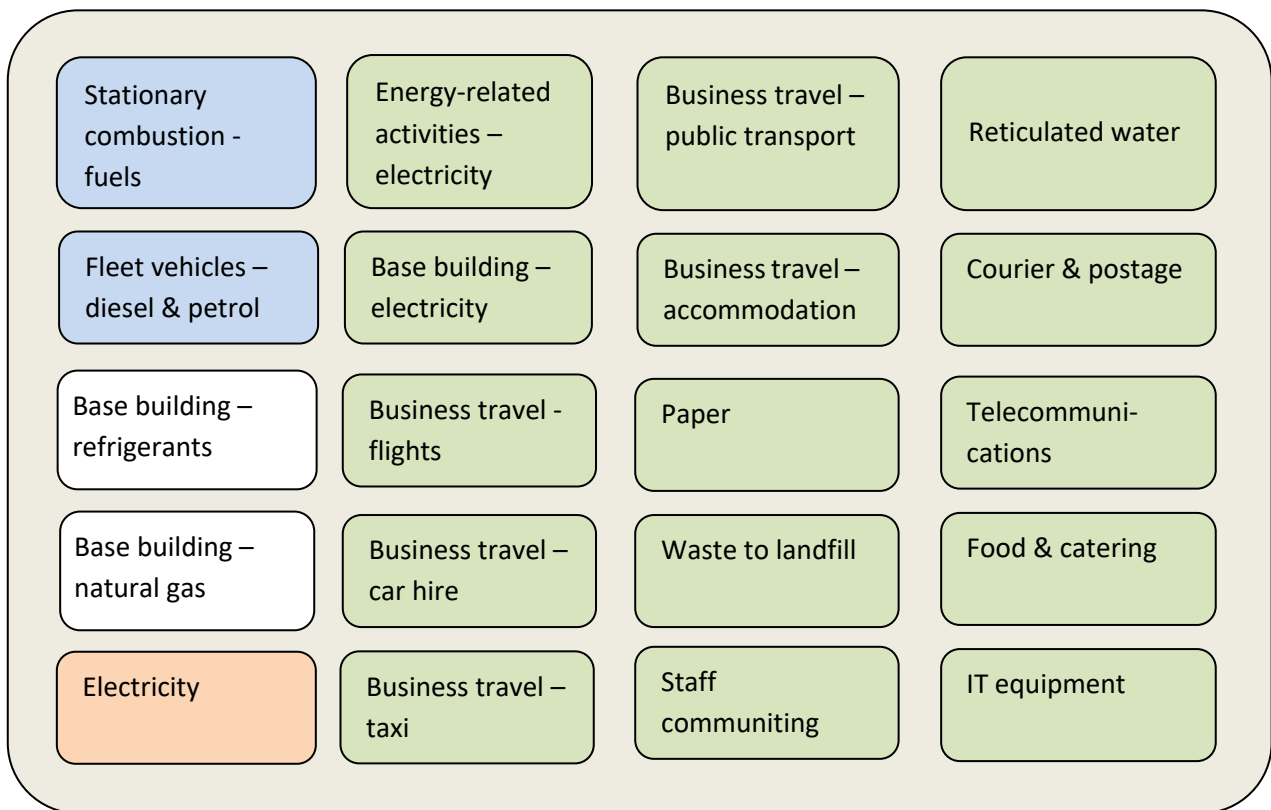 Stationary
combustion -
fuels
Energy-related
activities –
electricity
Business travel –
public transport
Reticulated water
Fleet vehicles –
diesel & petrol
Base building –
electricity
Business travel –
accommodation
Courier & postage
Base building –
refrigerants
Business travel -
flights
Paper
Telecommuni-
cations
Base building –
natural gas
Business travel –
car hire
Waste to landfill
Food & catering
Electricity
Business travel –
taxi
Staff
communiting
IT equipment